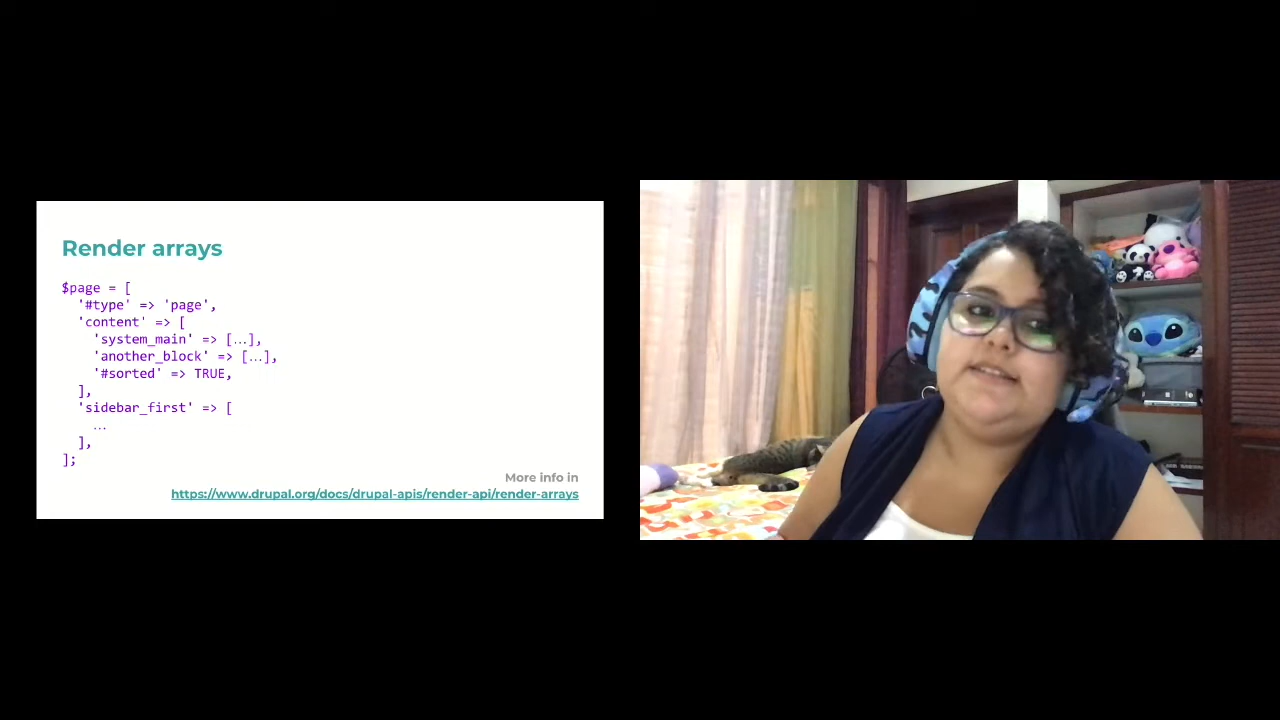 Render arrays
$page = [
'#type' => 'page',
'content' => [
'system_main' => […],
'another_block' => […],
'#sorted' => TRUE,
],
'sidebar_first' => [
…
],
];
More info in
https://www.drupal.org/docs/drupal-apis/render-api/render-arrays